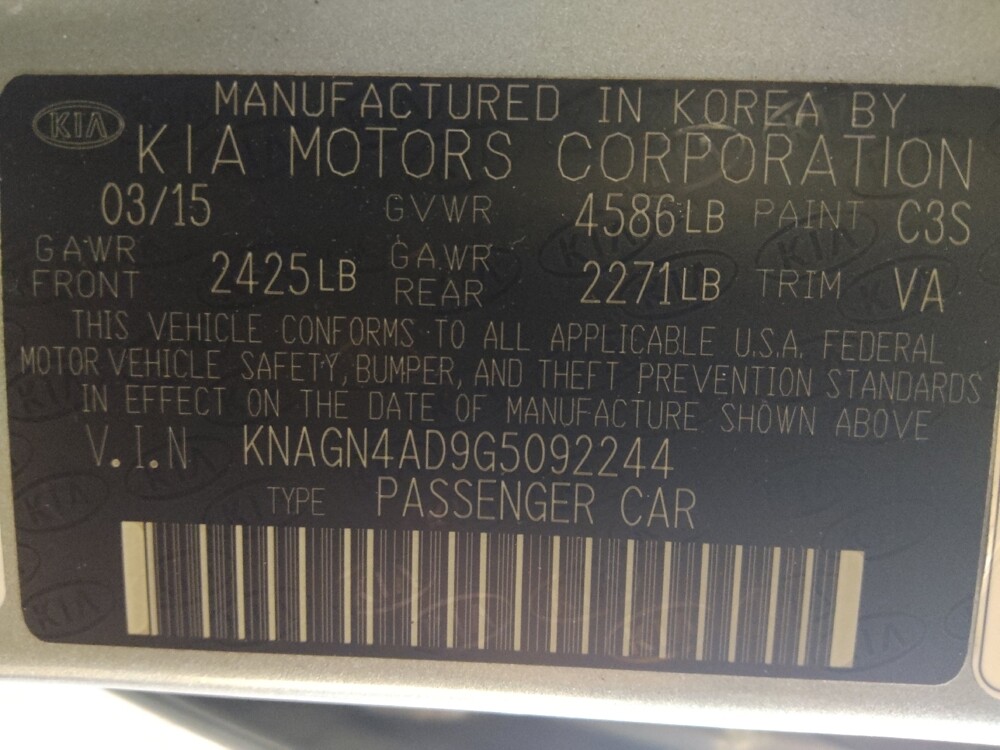 KIA
MANUFACTURED IN KOREA BY
KIA MOTORS CORPORATION
03/15 GVWR 4586LB PAINT C3S
GAWR FRONT 2425LB GAWR REAR 2271LB TRIM VA
THIS VEHICLE CONFORMS TO ALL APPLICABLE U.S.A. FEDERAL
MOTOR VEHICLE SAFETY, BUMPER, AND THEFT PREVENTION STANDARDS
IN EFFECT ON THE DATE OF MANUFACTURE SHOWN ABOVE
V.I.N KNAGN4AD9G5092244
TYPE PASSENGER CAR